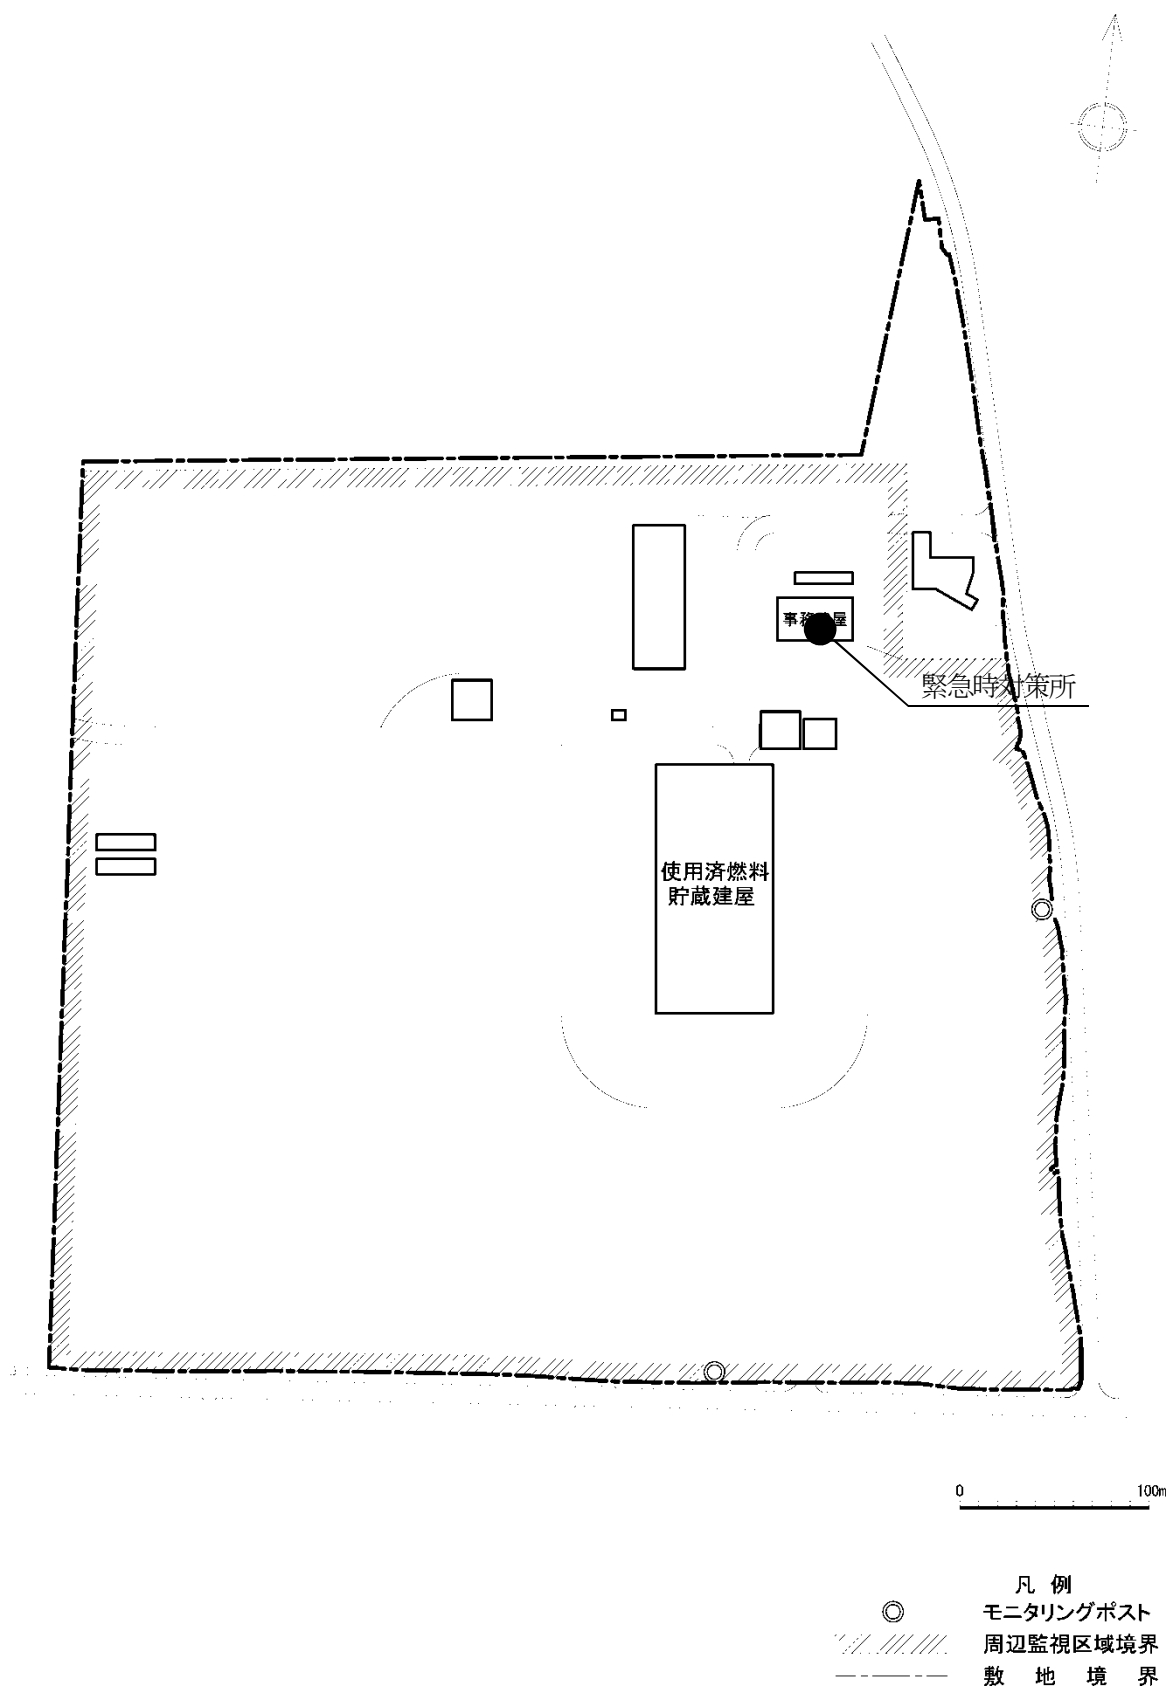 事務建屋
緊急時対策所
使用済燃料
貯蔵建屋
0 100m
凡 例
モニタリングポスト
周辺監視区域境界
敷 地 境 界